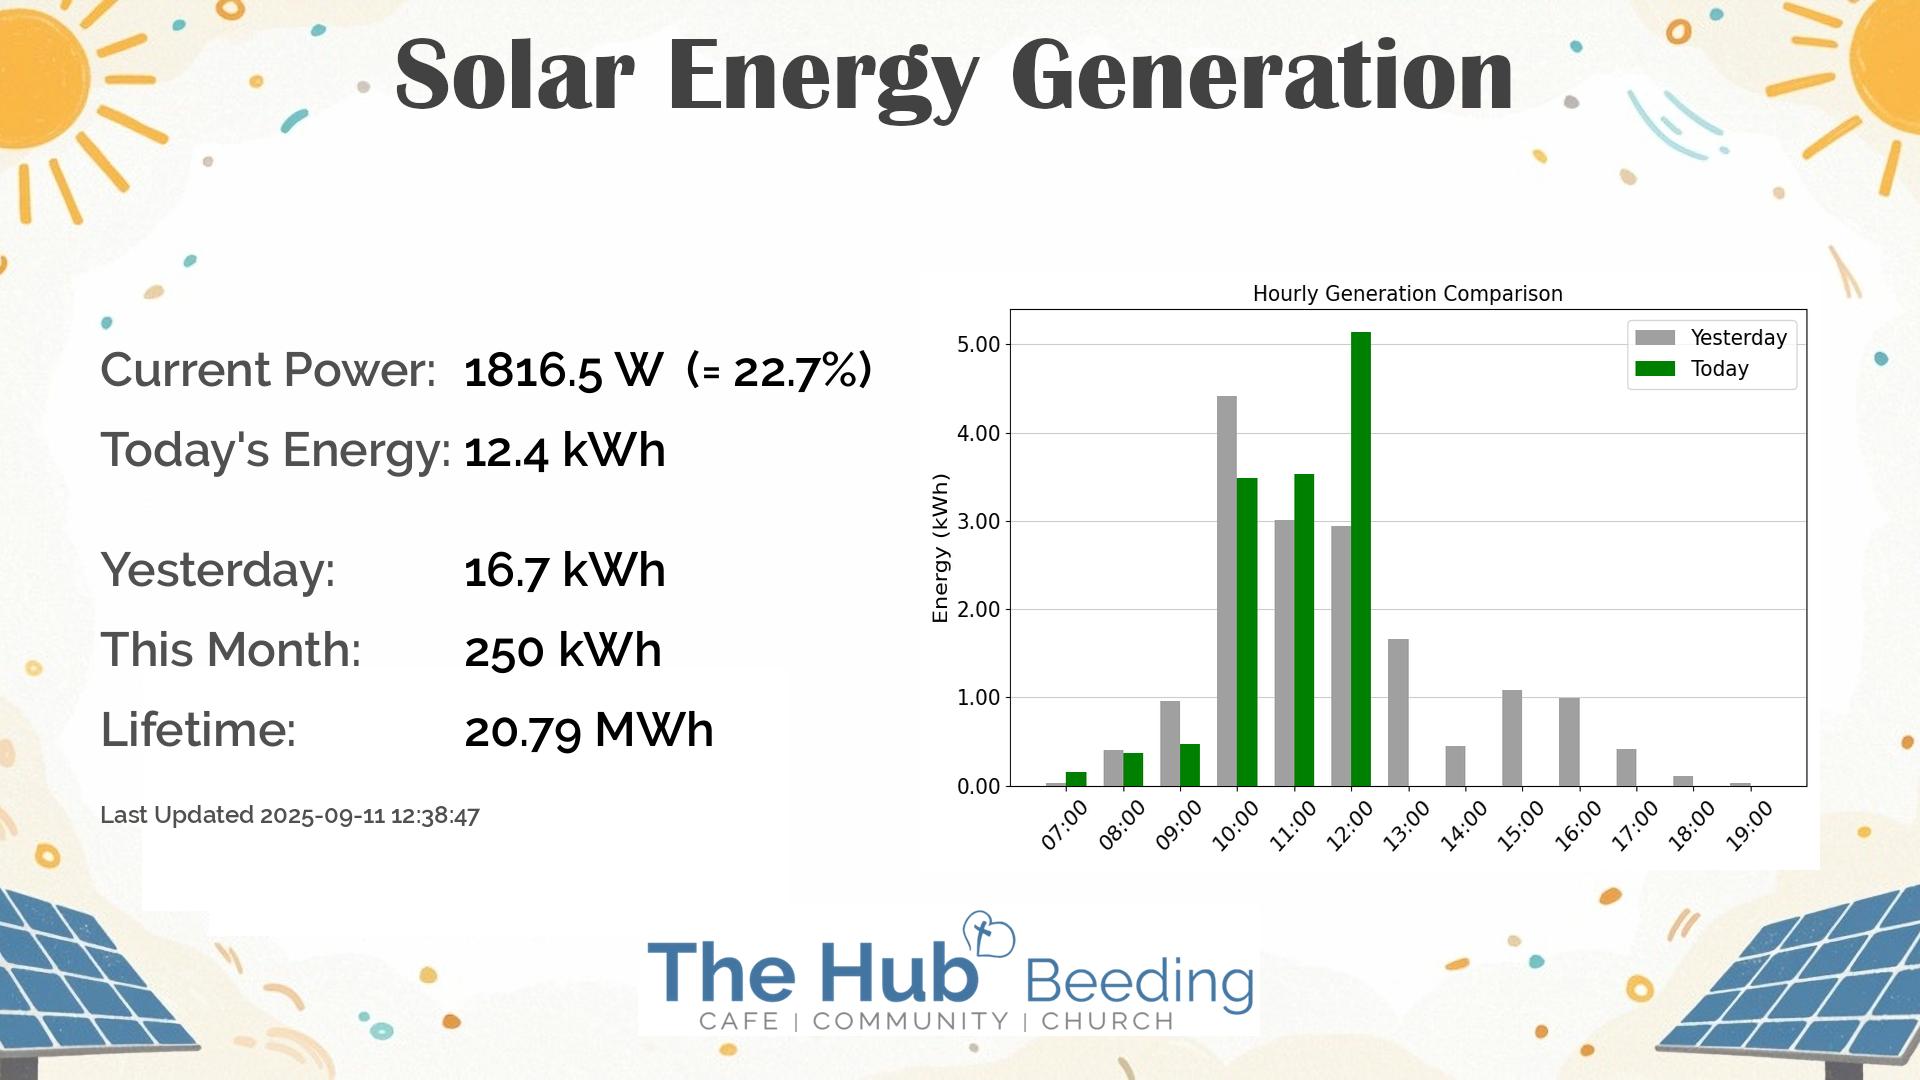 Solar Energy Generation
Current Power: 1816.5 W (= 22.7%)
Today's Energy: 12.4 kWh
Yesterday: 16.7 kWh
This Month: 250 kWh
Lifetime: 20.79 MWh
Last Updated 2025-09-11 12:38:47
Hourly Generation Comparison
Yesterday
Today
Energy (kWh)
5.00
4.00
3.00
2.00
1.00
0.00
07:00 08:00 09:00 10:00 11:00 12:00 13:00 14:00 15:00 16:00 17:00 18:00 19:00
The Hub Beeding
CAFE | COMMUNITY | CHURCH